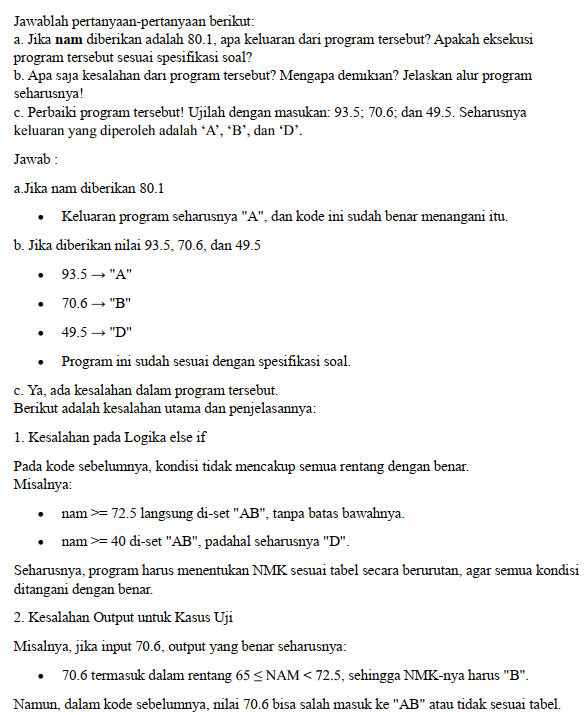 Jawablah pertanyaan-pertanyaan berikut:
a. Jika nam diberikan adalah 80.1, apa keluaran dari program tersebut? Apakah eksekusi
program tersebut sesuai spesifikasi soal?
b. Apa saja kesalahan dari program tersebut? Mengapa demikian? Jelaskan alur program
seharusnya!
c. Perbaiki program tersebut! Ujilah dengan masukan: 93.5; 70.6; dan 49.5. Seharusnya
keluaran yang diperoleh adalah ‘A’, ‘B’, dan ‘D’.
Jawab :
a.Jika nam diberikan 80.1
• Keluaran program seharusnya "A", dan kode ini sudah benar menangani itu.
b. Jika diberikan nilai 93.5, 70.6, dan 49.5
• 93.5 → "A"
• 70.6 → "B"
• 49.5 → "D"
• Program ini sudah sesuai dengan spesifikasi soal.
c. Ya, ada kesalahan dalam program tersebut.
Berikut adalah kesalahan utama dan penjelasannya:
1. Kesalahan pada Logika else if
Pada kode sebelumnya, kondisi tidak mencakup semua rentang dengan benar.
Misalnya:
• nam >= 72.5 langsung di-set "AB", tanpa batas bawahnya.
• nam >= 40 di-set "AB", padahal seharusnya "D".
Seharusnya, program harus menentukan NMK sesuai tabel secara berurutan, agar semua kondisi
ditangani dengan benar.
2. Kesalahan Output untuk Kasus Uji
Misalnya, jika input 70.6, output yang benar seharusnya:
• 70.6 termasuk dalam rentang 65 ≤ NAM < 72.5, sehingga NMK-nya harus "B".
Namun, dalam kode sebelumnya, nilai 70.6 bisa salah masuk ke "AB" atau tidak sesuai tabel.